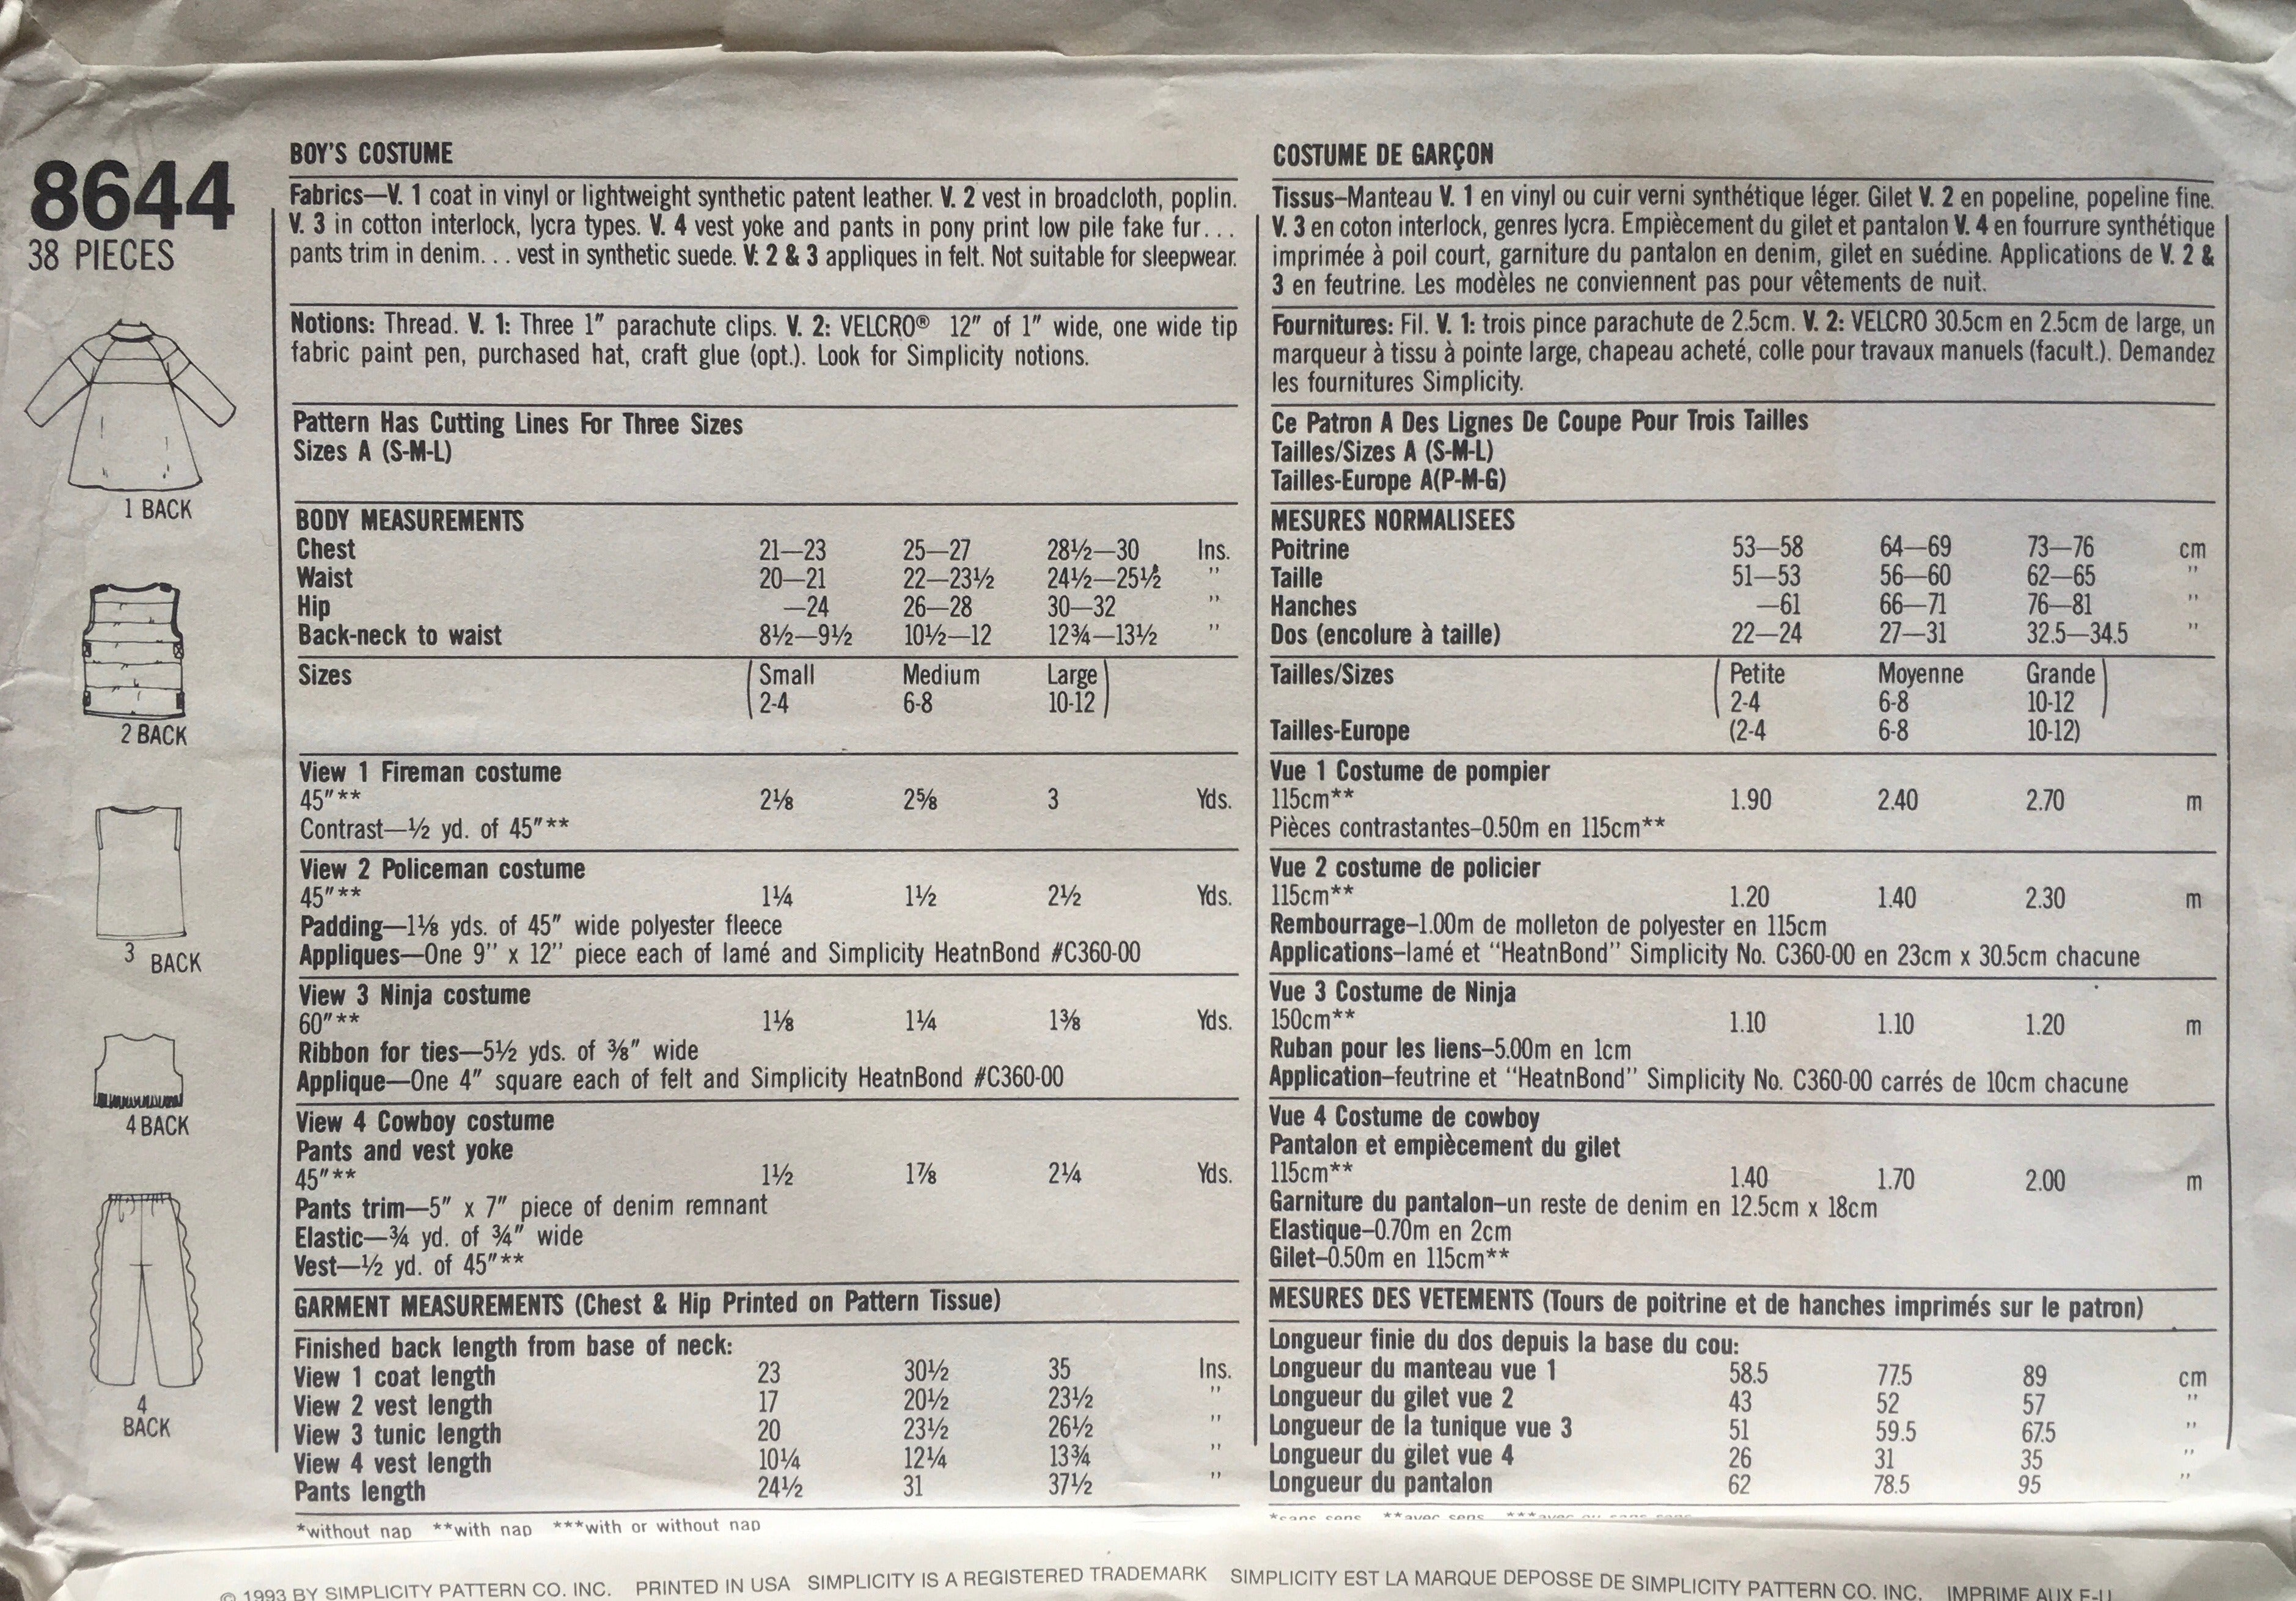 8644
38 PIECES
1 BACK
2 BACK
3 BACK
4 BACK
4
BACK
BOY'S COSTUME
Fabrics—V. 1 coat in vinyl or lightweight synthetic patent leather. V. 2 vest in broadcloth, poplin.
V. 3 in cotton interlock, lycra types. V. 4 vest yoke and pants in pony print low pile fake fur...
pants trim in denim... vest in synthetic suede. V. 2 & 3 appliques in felt. Not suitable for sleepwear.
Notions: Thread. V. 1: Three 1″ parachute clips. V. 2: VELCRO® 12″ of 1″ wide, one wide tip
fabric paint pen, purchased hat, craft glue (opt.). Look for Simplicity notions.
Pattern Has Cutting Lines For Three Sizes
Sizes A (S-M-L)
BODY MEASUREMENTS
Chest 21—23 25—27 28½—30 Ins.
Waist 20—21 22—23½ 24½—25½ ″
Hip —24 26—28 30—32 ″
Back-neck to waist 8½—9½ 10½—12 12¾—13½ ″
Sizes (Small Medium Large)
2-4 6-8 10-12
View 1 Fireman costume
45″** 2⅛ 2⅝ 3 Yds.
Contrast—½ yd. of 45″**
View 2 Policeman costume
45″** 1¼ 1½ 2½ Yds.
Padding—1⅛ yds. of 45″ wide polyester fleece
Appliques—One 9″ x 12″ piece each of lamé and Simplicity HeatnBond #C360-00
View 3 Ninja costume
60″** 1⅛ 1¼ 1⅜ Yds.
Ribbon for ties—5½ yds. of ⅜″ wide
Applique—One 4″ square each of felt and Simplicity HeatnBond #C360-00
View 4 Cowboy costume
Pants and vest yoke
45″** 1½ 1⅞ 2¼ Yds.
Pants trim—5″ x 7″ piece of denim remnant
Elastic—¾ yd. of ¾″ wide
Vest—½ yd. of 45″**
GARMENT MEASUREMENTS (Chest & Hip Printed on Pattern Tissue)
Finished back length from base of neck:
View 1 coat length 23 30½ 35 Ins.
View 2 vest length 17 20½ 23½ ″
View 3 tunic length 20 23½ 26½ ″
View 4 vest length 10¼ 12¼ 13¾ ″
Pants length 24½ 31 37½ ″
*without nap **with nap ***with or without nap
COSTUME DE GARÇON
Tissus–Manteau V. 1 en vinyl ou cuir verni synthétique léger. Gilet V. 2 en popeline, popeline fine.
V. 3 en coton interlock, genres lycra. Empiècement du gilet et pantalon V. 4 en fourrure synthétique
imprimée à poil court, garniture du pantalon en denim, gilet en suédine. Applications de V. 2 &
3 en feutrine. Les modèles ne conviennent pas pour vêtements de nuit.
Fournitures: Fil. V. 1: trois pince parachute de 2.5cm. V. 2: VELCRO 30.5cm en 2.5cm de large, un
marqueur à tissu à pointe large, chapeau acheté, colle pour travaux manuels (facult.). Demandez
les fournitures Simplicity.
Ce Patron A Des Lignes De Coupe Pour Trois Tailles
Tailles/Sizes A (S-M-L)
Tailles-Europe A(P-M-G)
MESURES NORMALISEES
Poitrine 53—58 64—69 73—76 cm
Taille 51—53 56—60 62—65 ″
Hanches —61 66—71 76—81 ″
Dos (encolure à taille) 22—24 27—31 32.5—34.5 ″
Tailles/Sizes (Petite Moyenne Grande)
2-4 6-8 10-12
Tailles-Europe (2-4 6-8 10-12)
Vue 1 Costume de pompier
115cm** 1.90 2.40 2.70 m
Pièces contrastantes–0.50m en 115cm**
Vue 2 costume de policier
115cm** 1.20 1.40 2.30 m
Rembourrage–1.00m de molleton de polyester en 115cm
Applications–lamé et "HeatnBond" Simplicity No. C360-00 en 23cm x 30.5cm chacune
Vue 3 Costume de Ninja
150cm** 1.10 1.10 1.20 m
Ruban pour les liens–5.00m en 1cm
Application–feutrine et "HeatnBond" Simplicity No. C360-00 carrés de 10cm chacune
Vue 4 Costume de cowboy
Pantalon et empiècement du gilet
115cm** 1.40 1.70 2.00 m
Garniture du pantalon–un reste de denim en 12.5cm x 18cm
Elastique–0.70m en 2cm
Gilet–0.50m en 115cm**
MESURES DES VETEMENTS (Tours de poitrine et de hanches imprimés sur le patron)
Longueur finie du dos depuis la base du cou:
Longueur du manteau vue 1 58.5 77.5 89 cm
Longueur du gilet vue 2 43 52 57 ″
Longueur de la tunique vue 3 51 59.5 67.5 ″
Longueur du gilet vue 4 26 31 35 ″
Longueur du pantalon 62 78.5 95 ″
*sans sens **avec sens ***avec ou sans sens
© 1993 BY SIMPLICITY PATTERN CO. INC. PRINTED IN USA SIMPLICITY IS A REGISTERED TRADEMARK SIMPLICITY EST LA MARQUE DEPOSSE DE SIMPLICITY PATTERN CO. INC. IMPRIME AUX E-U